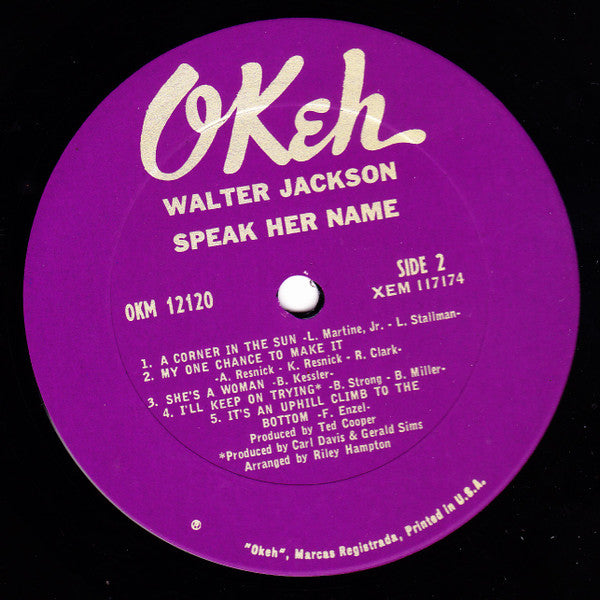 OKeh
WALTER JACKSON
SPEAK HER NAME
OKM 12120
SIDE 2
XEM 117174
1. A CORNER IN THE SUN -L. Martine, Jr. - L. Stallman-
2. MY ONE CHANCE TO MAKE IT
-A. Resnick - K. Resnick - R. Clark-
3. SHE'S A WOMAN -B. Kessler-
4. I'LL KEEP ON TRYING* -B. Strong - B. Miller-
5. IT'S AN UPHILL CLIMB TO THE
BOTTOM -F. Enzel-
Produced by Ted Cooper
*Produced by Carl Davis & Gerald Sims
Arranged by Riley Hampton
®
"Okeh", Marcas Registrada, Printed in U.S.A.